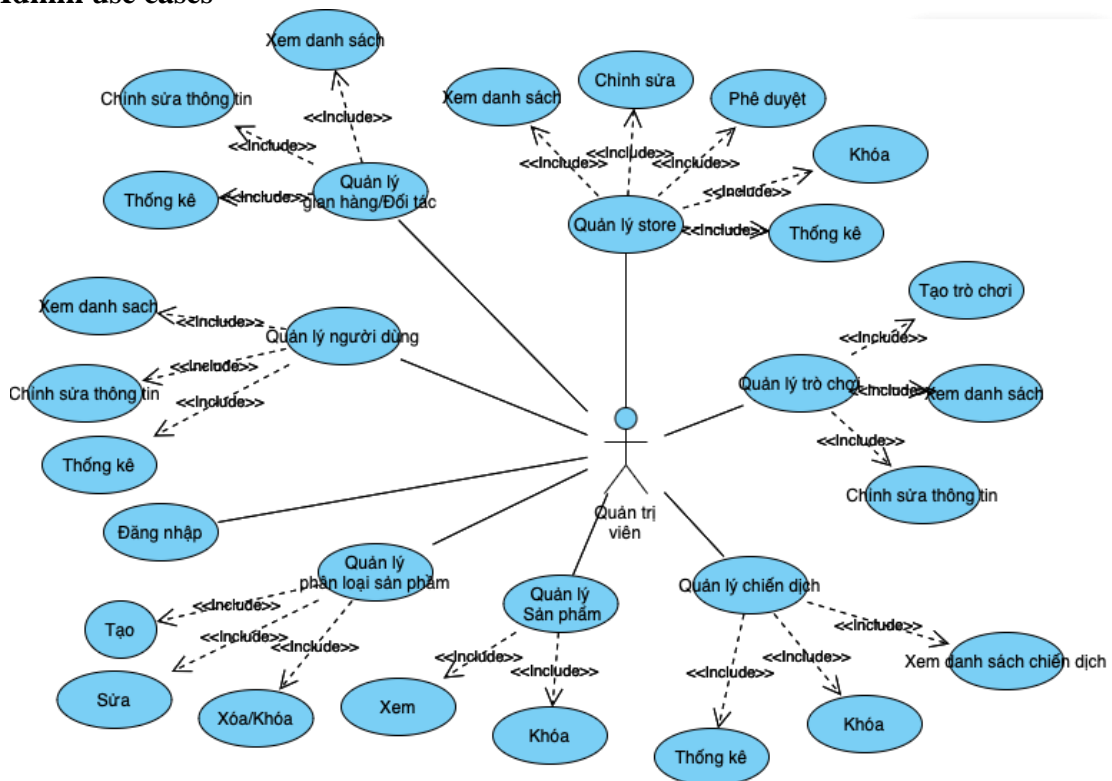 Admin use cases
Xem danh sách
Chỉnh sửa thông tin
<<Include>>
<<Include>>
Thống kê
<<Include>>
Quản lý
gian hàng/Đối tác
Xem danh sách
Chỉnh sửa
Phê duyệt
Khóa
<<Include>>
<<Include>>
<<Include>>
<<Include>>
Quản lý store
<<Include>>
Thống kê
Xem danh sach
<<Include>>
Quản lý người dùng
<<Include>>
Chỉnh sửa thông tin
<<Include>>
Thống kê
Tạo trò chơi
<<Include>>
Quản lý trò chơi
<<Include>>
Xem danh sách
<<Include>>
Chỉnh sửa thông tin
Quản trị
viên
Đăng nhập
Quản lý
phân loại sản phẩm
<<Include>>
Tạo
<<Include>>
Sửa
<<Include>>
Xóa/Khóa
Quản lý
Sản phẩm
<<Include>>
<<Include>>
Xem
Khóa
Quản lý chiến dịch
<<Include>>
Xem danh sách chiến dịch
<<Include>>
<<Include>>
Khóa
Thống kê